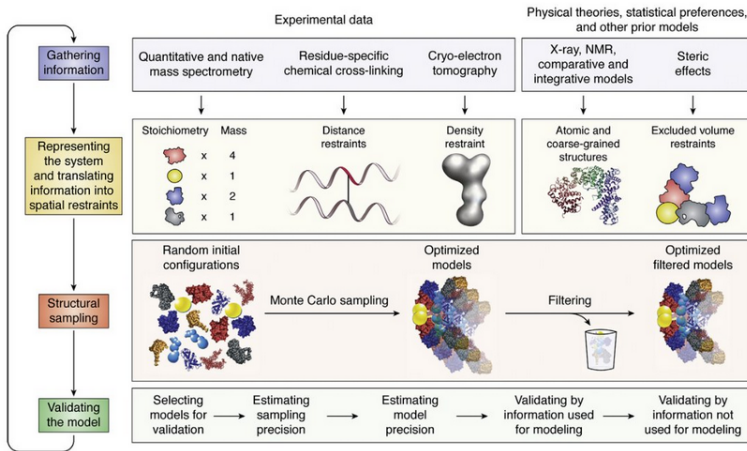 Experimental data
Physical theories, statistical preferences,
and other prior models
Gathering
information
Quantitative and native
mass spectrometry
Residue-specific
chemical cross-linking
Cryo-electron
tomography
X-ray, NMR,
comparative and
integrative models
Steric
effects
Representing
the system
and translating
information into
spatial restraints
Stoichiometry Mass
x 4
x 1
x 2
x 1
Distance
restraints
Density
restraint
Atomic and
coarse-grained
structures
Excluded volume
restraints
Structural
sampling
Random initial
configurations
Monte Carlo sampling
Optimized
models
Filtering
Optimized
filtered models
Validating
the model
Selecting
models for
validation
Estimating
sampling
precision
Estimating
model
precision
Validating by
information used
for modeling
Validating by
information not
used for modeling